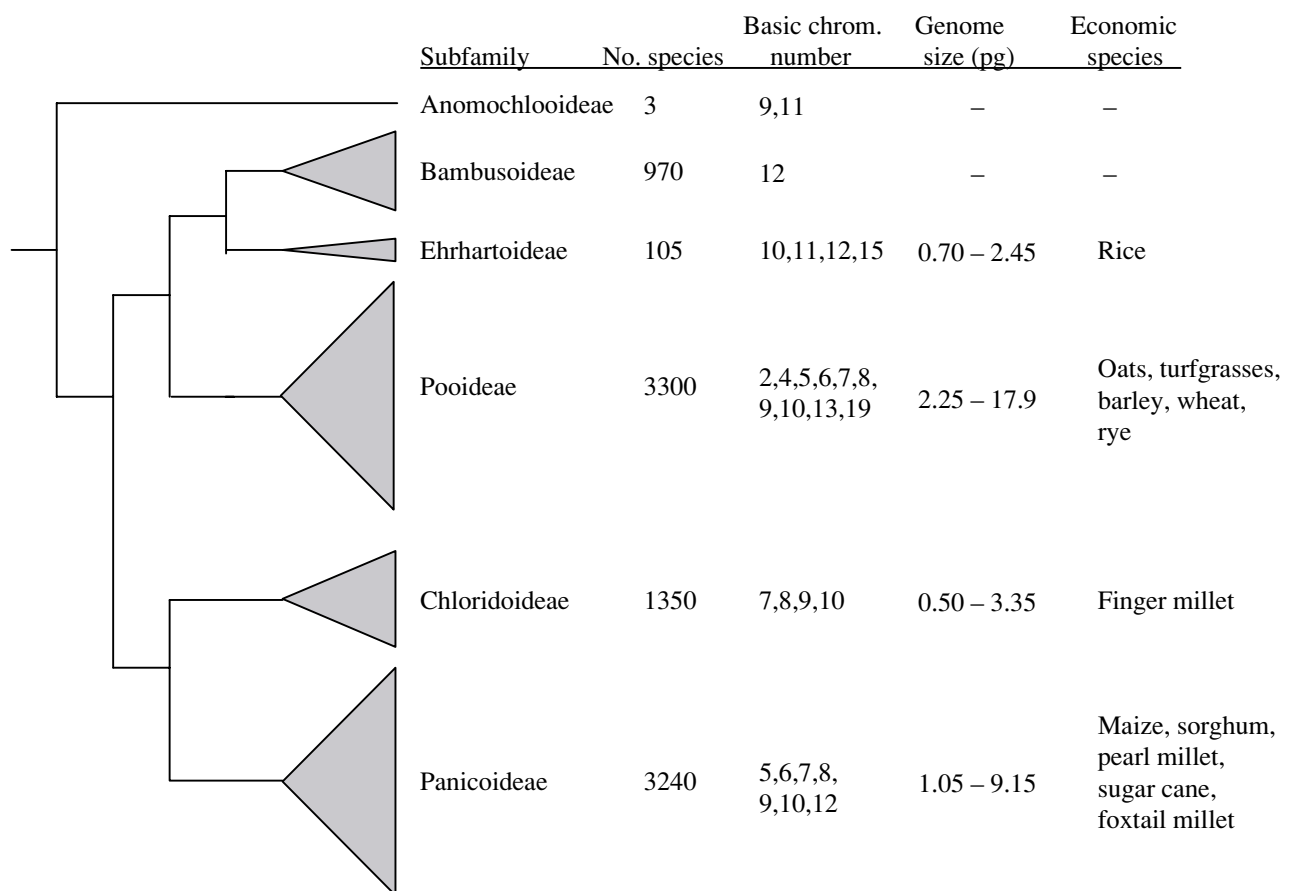 Basic chrom. Genome Economic
Subfamily No. species number size (pg) species
Anomochlooideae 3 9,11 – –
Bambusoideae 970 12 – –
Ehrhartoideae 105 10,11,12,15 0.70 – 2.45 Rice
Pooideae 3300 2,4,5,6,7,8,
9,10,13,19 2.25 – 17.9 Oats, turfgrasses,
barley, wheat,
rye
Chloridoideae 1350 7,8,9,10 0.50 – 3.35 Finger millet
Panicoideae 3240 5,6,7,8,
9,10,12 1.05 – 9.15 Maize, sorghum,
pearl millet,
sugar cane,
foxtail millet